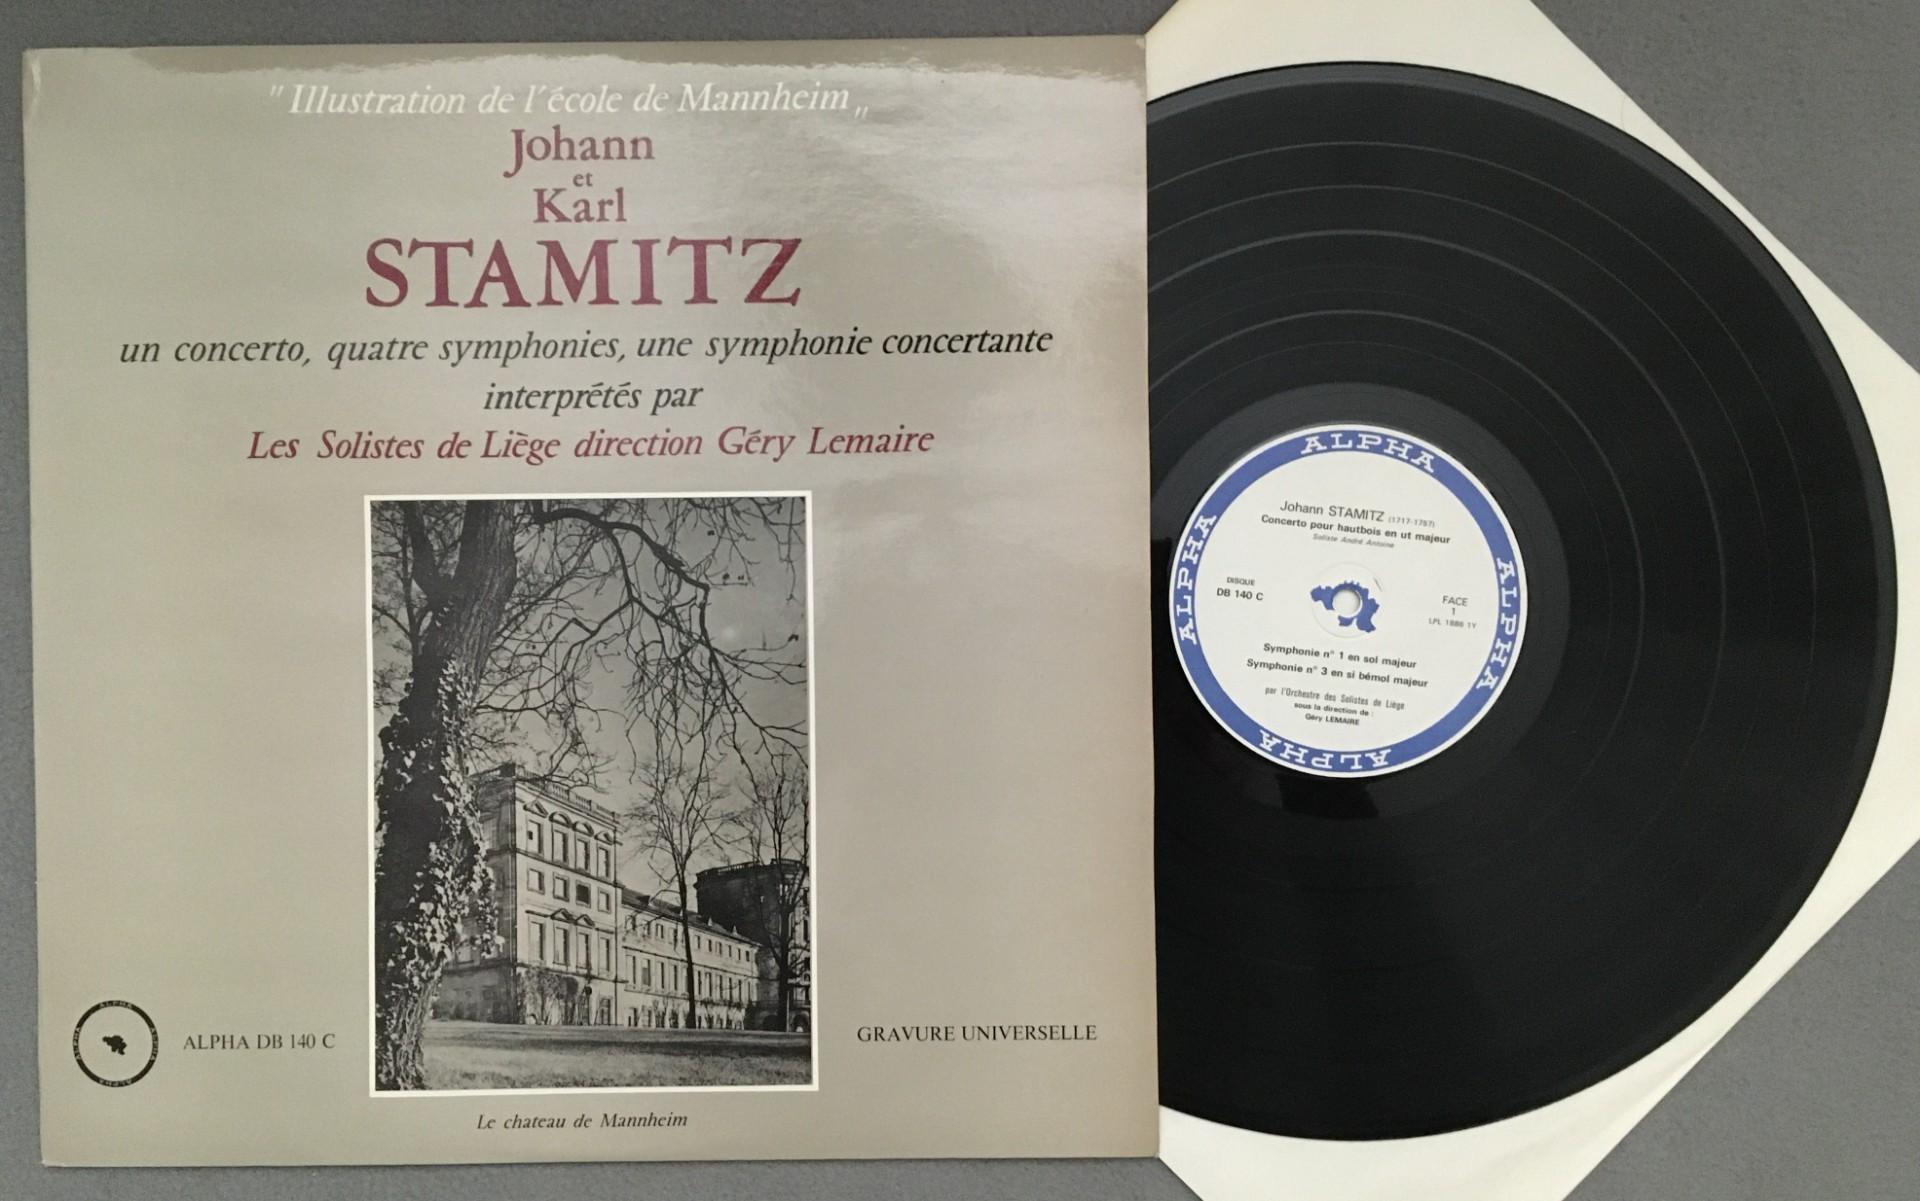 " Illustration de l'école de Mannheim „
Johann
et
Karl
STAMITZ
un concerto, quatre symphonies, une symphonie concertante
interprétés par
Les Solistes de Liège direction Géry Lemaire
ALPHA ALPHA ALPHA ALPHA
ALPHA DB 140 C
GRAVURE UNIVERSELLE
Le chateau de Mannheim
ALPHA ALPHA ALPHA ALPHA
Johann STAMITZ (1717-1757)
Concerto pour hautbois en ut majeur
Soliste André Antoine
DISQUE
DB 140 C
FACE
1
LPL 1886 1Y
Symphonie n° 1 en sol majeur
Symphonie n° 3 en si bémol majeur
par l'Orchestre des Solistes de Liège
sous la direction de :
Géry LEMAIRE